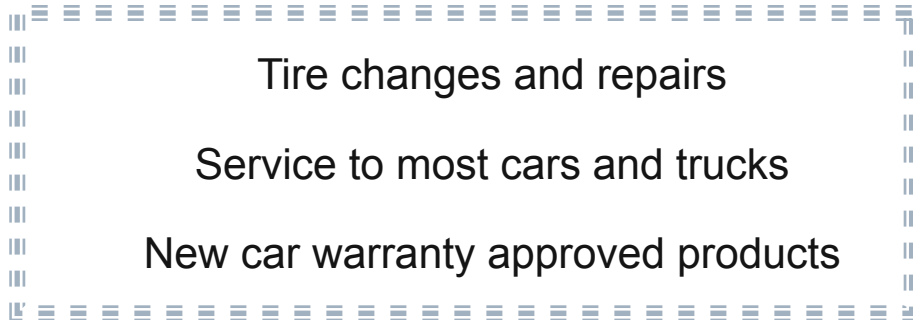 Tire changes and repairs
Service to most cars and trucks
New car warranty approved products